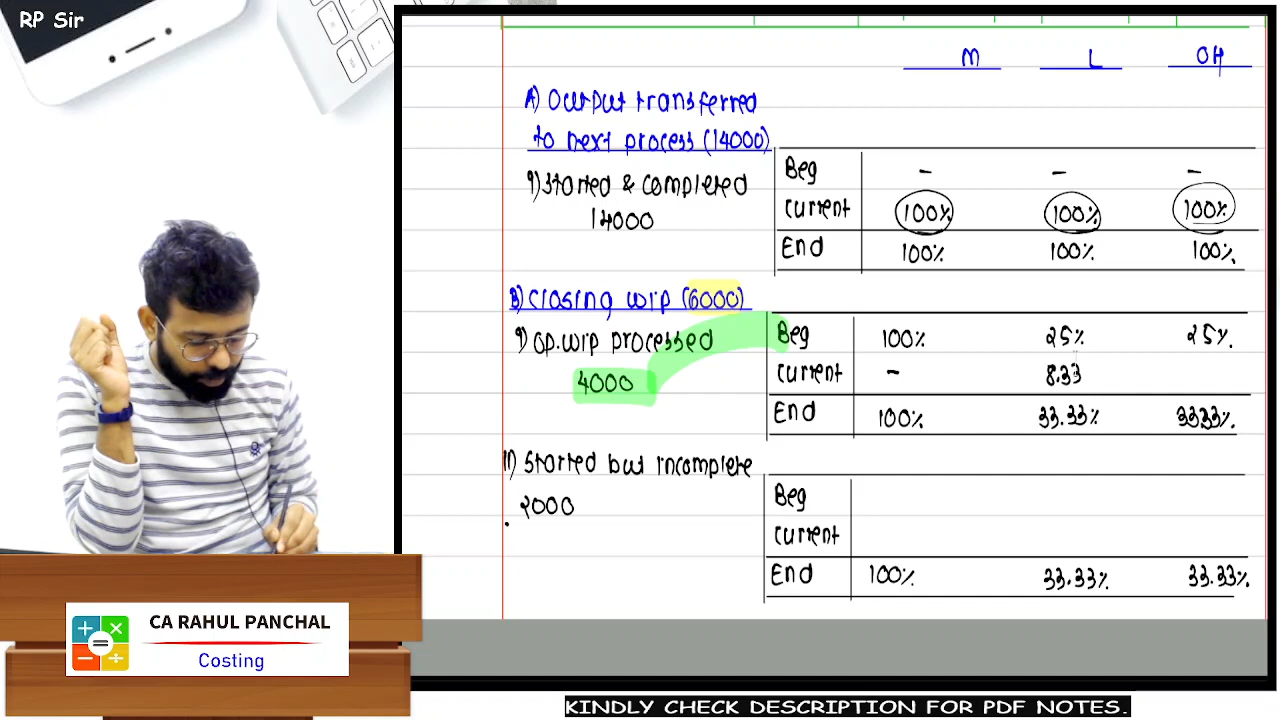 RP Sir
M L OH
A) Output transferred
to next process (14000)
Beg - - -
i) Started & completed
14000
Current 100% 100% 100%
End 100% 100% 100%
B) Closing WIP (6000)
i) Op. WIP processed
4000
Beg 100% 25% 25%
Current - 8.33
End 100% 33.33% 33.33%
ii) Started but incomplete
2000
Beg
Current
End 100% 33.33% 33.33%
CA RAHUL PANCHAL
Costing
KINDLY CHECK DESCRIPTION FOR PDF NOTES.